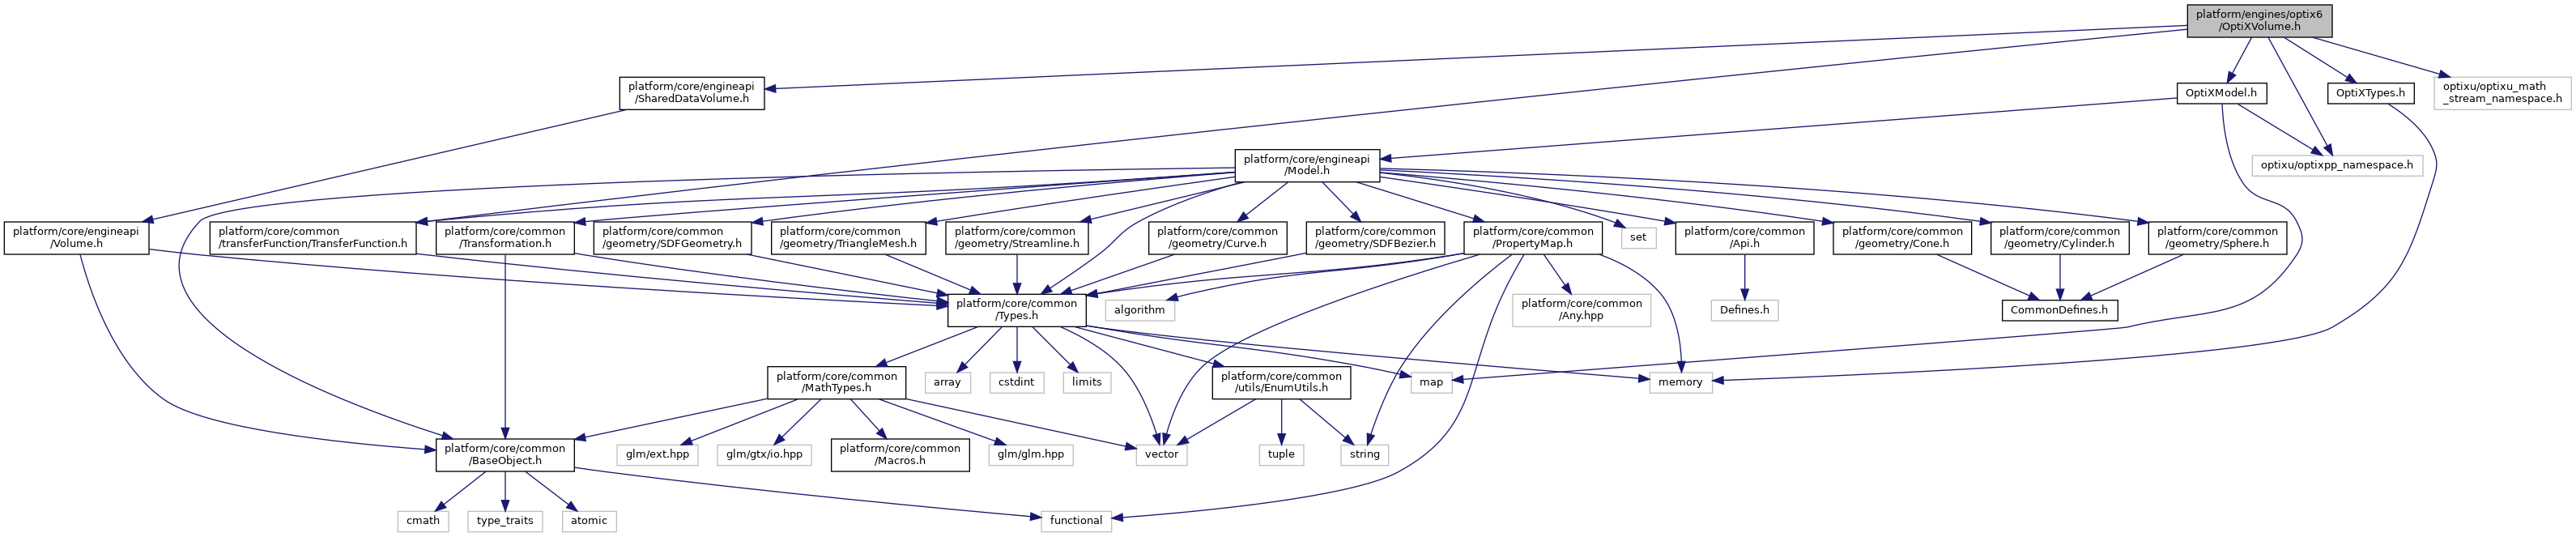 platform/engines/optix6
/OptiXVolume.h
platform/core/engineapi
/SharedDataVolume.h
OptiXModel.h
OptiXTypes.h
optixu/optixu_math
_stream_namespace.h
platform/core/engineapi
/Model.h
optixu/optixpp_namespace.h
platform/core/engineapi
/Volume.h
platform/core/common
/transferFunction/TransferFunction.h
platform/core/common
/Transformation.h
platform/core/common
/geometry/SDFGeometry.h
platform/core/common
/geometry/TriangleMesh.h
platform/core/common
/geometry/Streamline.h
platform/core/common
/geometry/Curve.h
platform/core/common
/geometry/SDFBezier.h
platform/core/common
/PropertyMap.h
set
platform/core/common
/Api.h
platform/core/common
/geometry/Cone.h
platform/core/common
/geometry/Cylinder.h
platform/core/common
/geometry/Sphere.h
platform/core/common
/Types.h
algorithm
platform/core/common
/Any.hpp
Defines.h
CommonDefines.h
platform/core/common
/MathTypes.h
array
cstdint
limits
platform/core/common
/utils/EnumUtils.h
map
memory
platform/core/common
/BaseObject.h
glm/ext.hpp
glm/gtx/io.hpp
platform/core/common
/Macros.h
glm/glm.hpp
vector
tuple
string
cmath
type_traits
atomic
functional